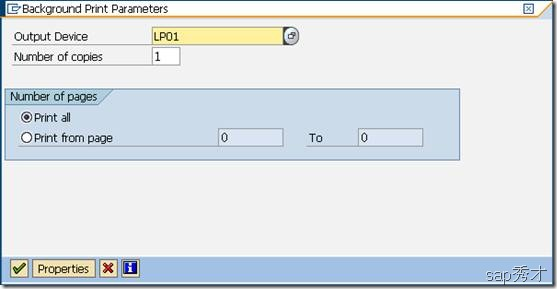 Background Print Parameters
Output Device LP01
Number of copies 1
Number of pages
Print all
Print from page 0 To 0
Properties
sap秀才